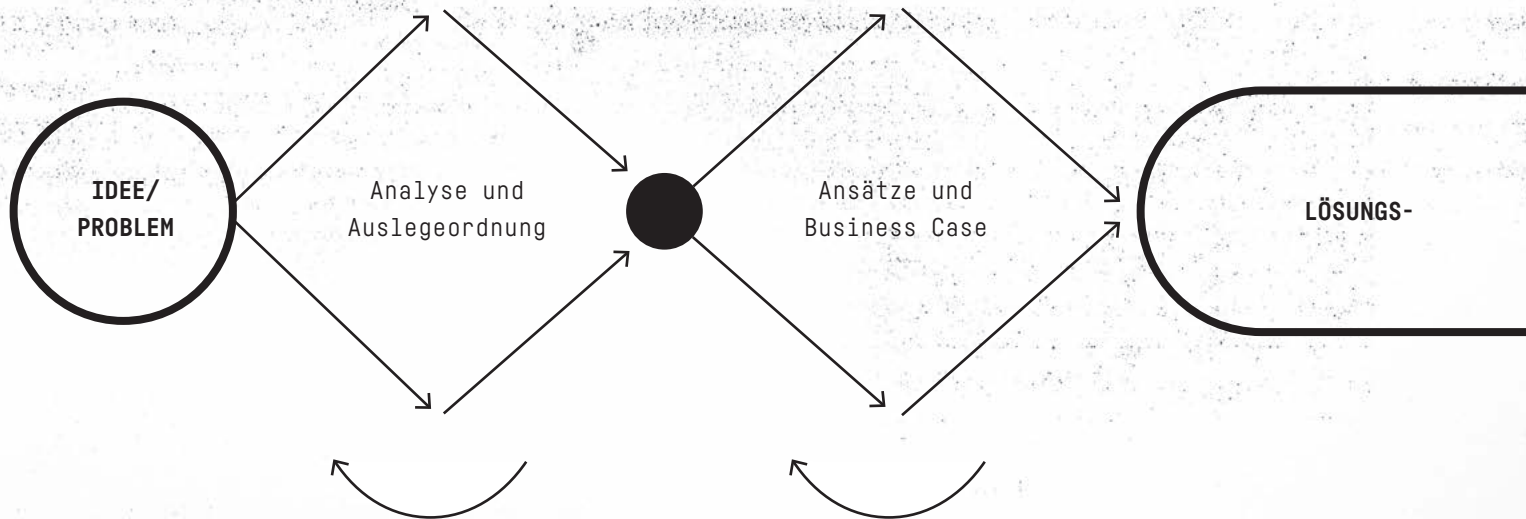 IDEE/
PROBLEM
Analyse und
Auslegeordnung
Ansätze und
Business Case
LÖSUNGS-